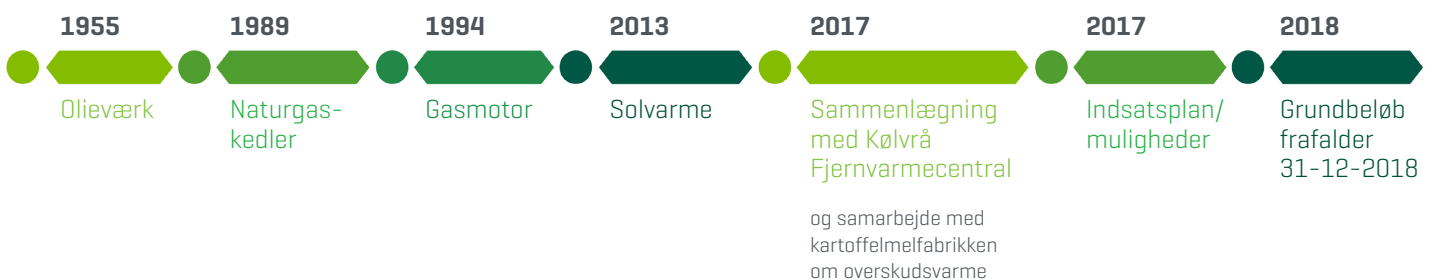 1955
Olieværk
1989
Naturgas-
kedler
1994
Gasmotor
2013
Solvarme
2017
Sammenlægning
med Kølvrå
Fjernvarmecentral
og samarbejde med
kartoffelmelfabrikken
om overskudsvarme
2017
Indsatsplan/
muligheder
2018
Grundbeløb
frafalder
31-12-2018